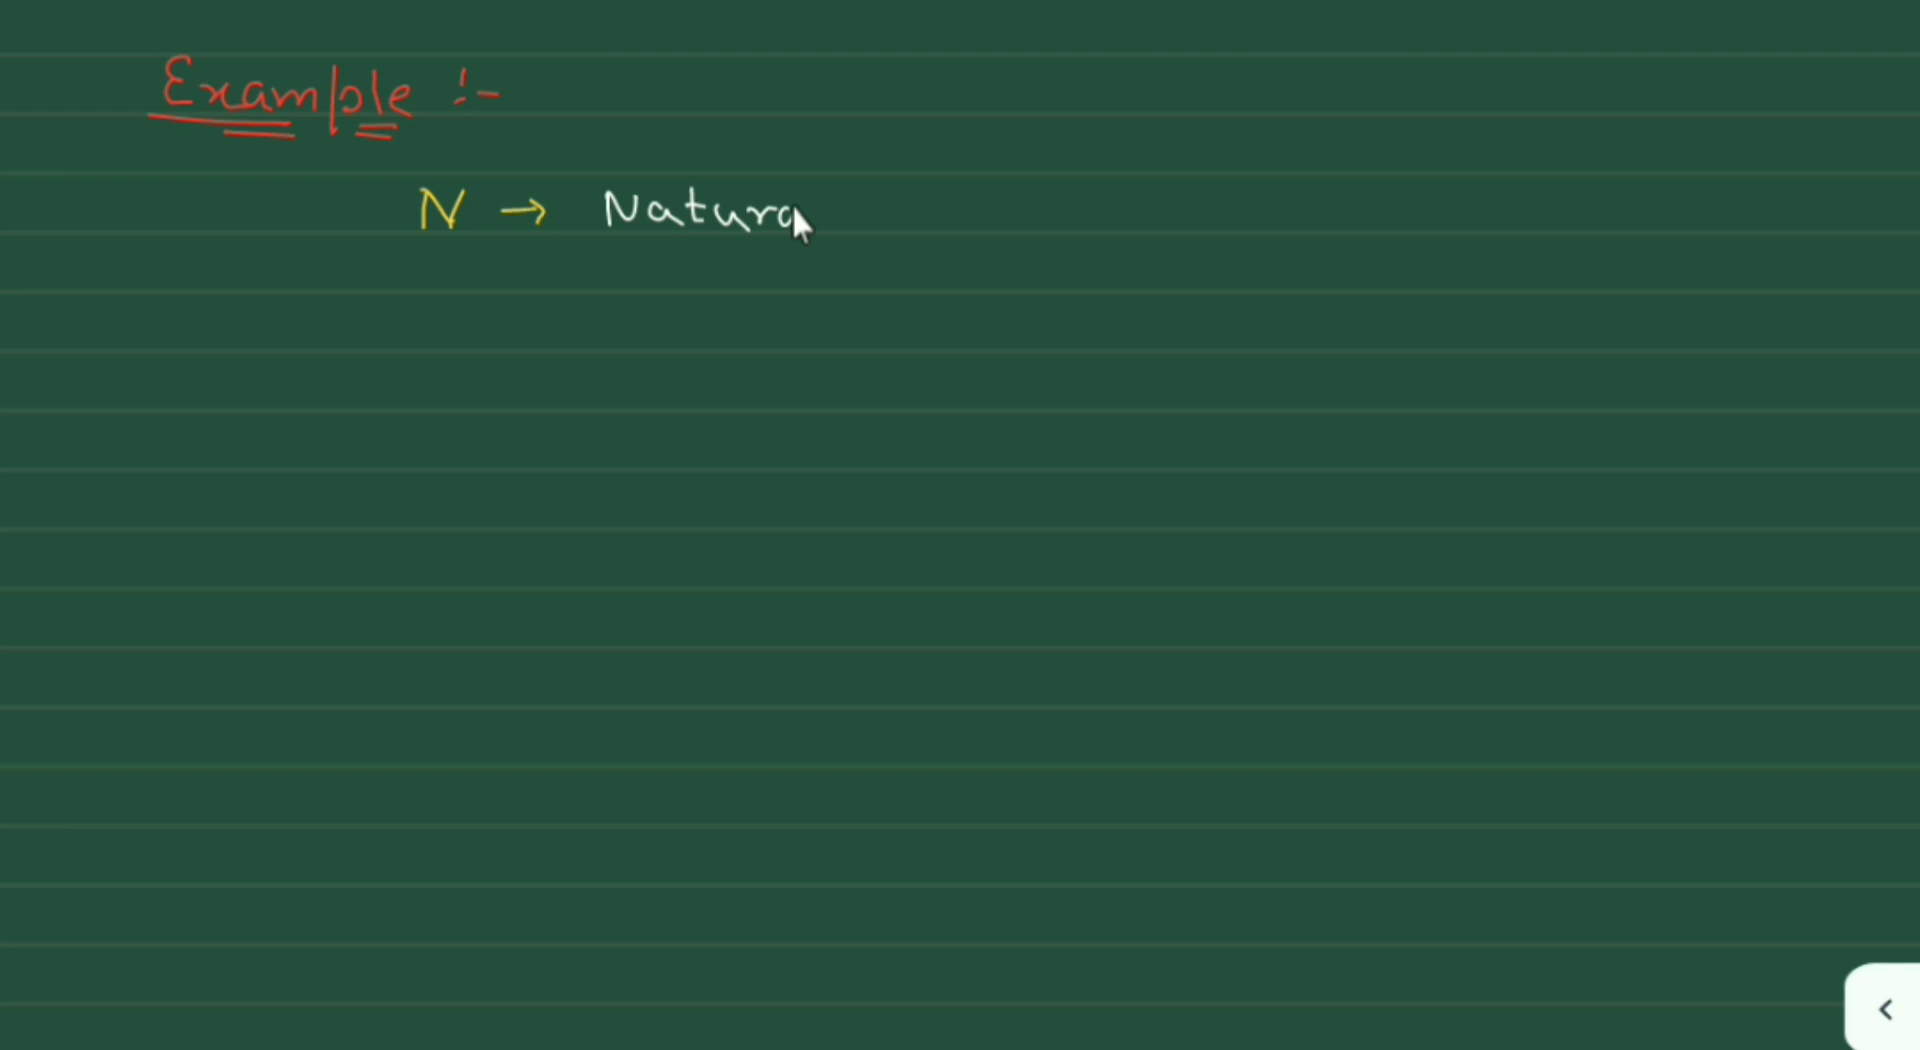 Example :-
N → Natura